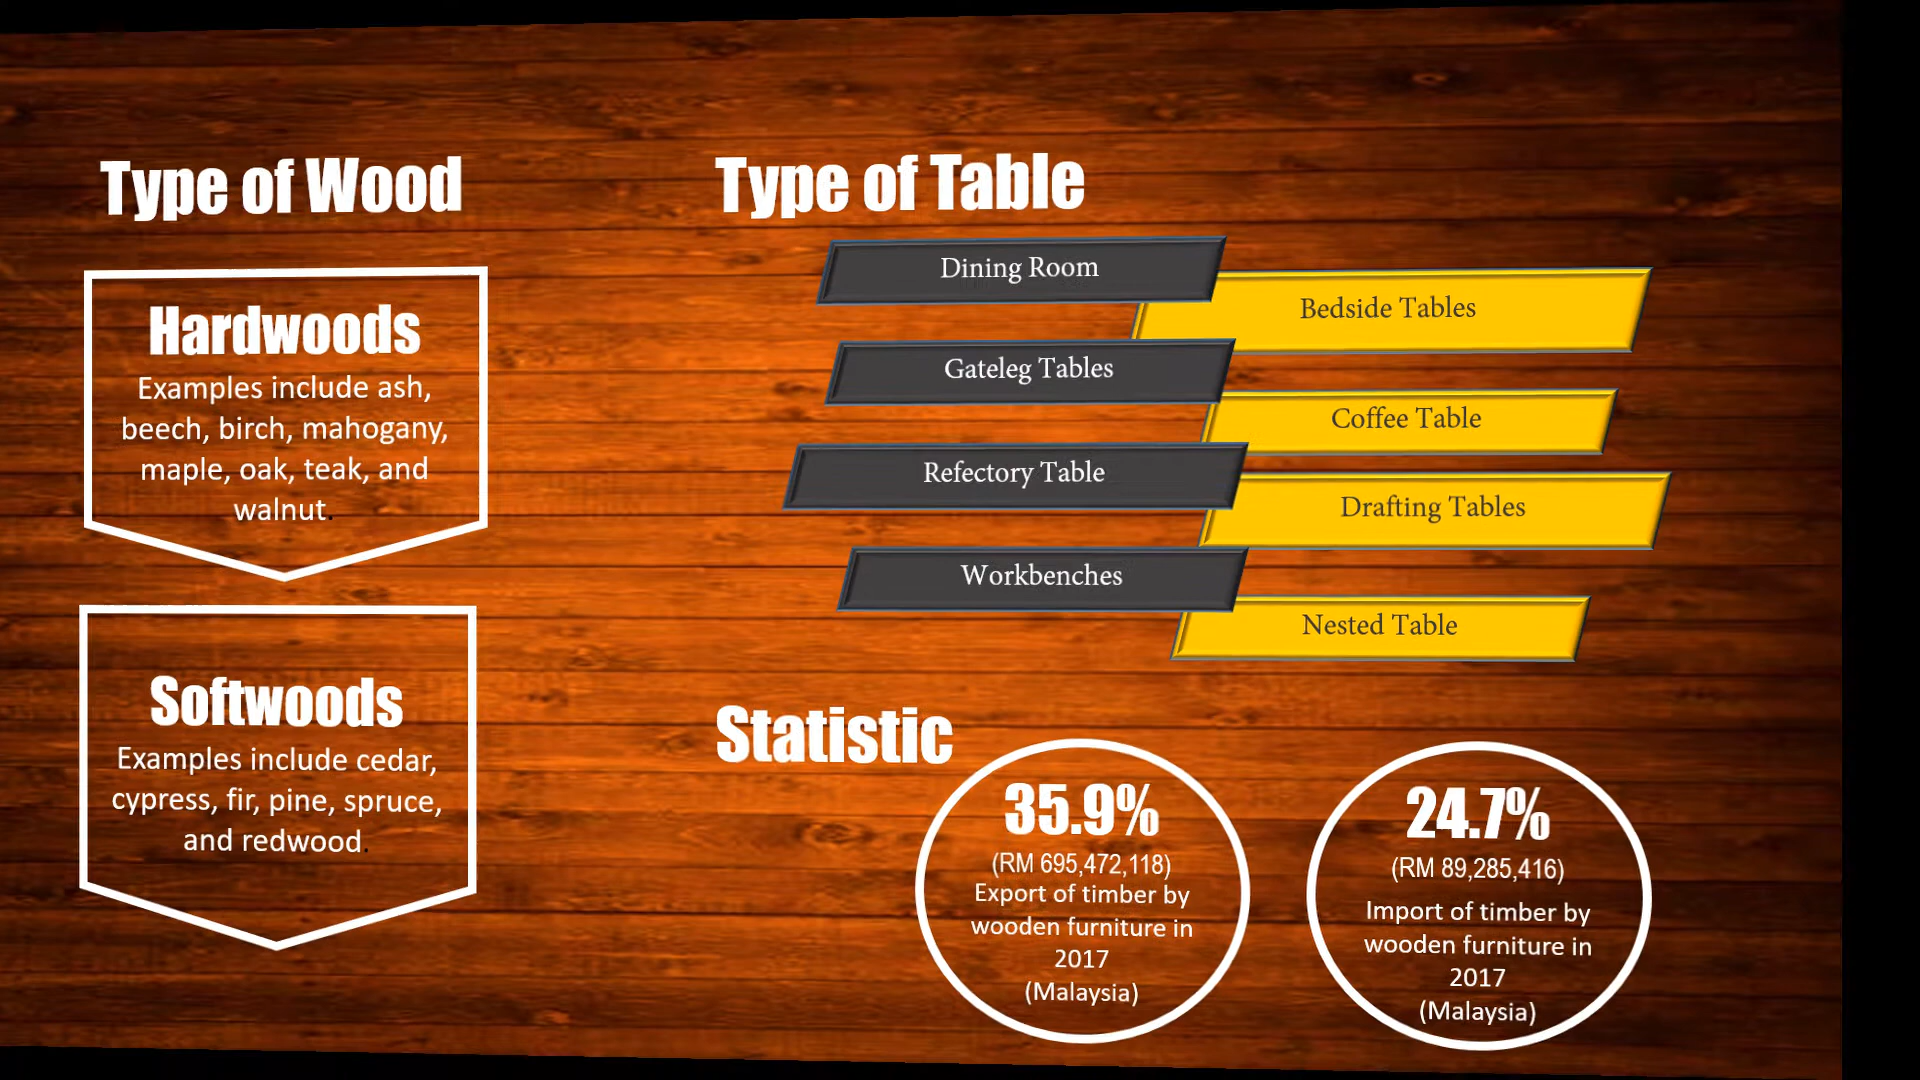 Type of Wood
Hardwoods
Examples include ash,
beech, birch, mahogany,
maple, oak, teak, and
walnut.
Softwoods
Examples include cedar,
cypress, fir, pine, spruce,
and redwood.
Type of Table
Dining Room
Bedside Tables
Gateleg Tables
Coffee Table
Refectory Table
Drafting Tables
Workbenches
Nested Table
Statistic
35.9%
(RM 695,472,118)
Export of timber by
wooden furniture in
2017
(Malaysia)
24.7%
(RM 89,285,416)
Import of timber by
wooden furniture in
2017
(Malaysia)